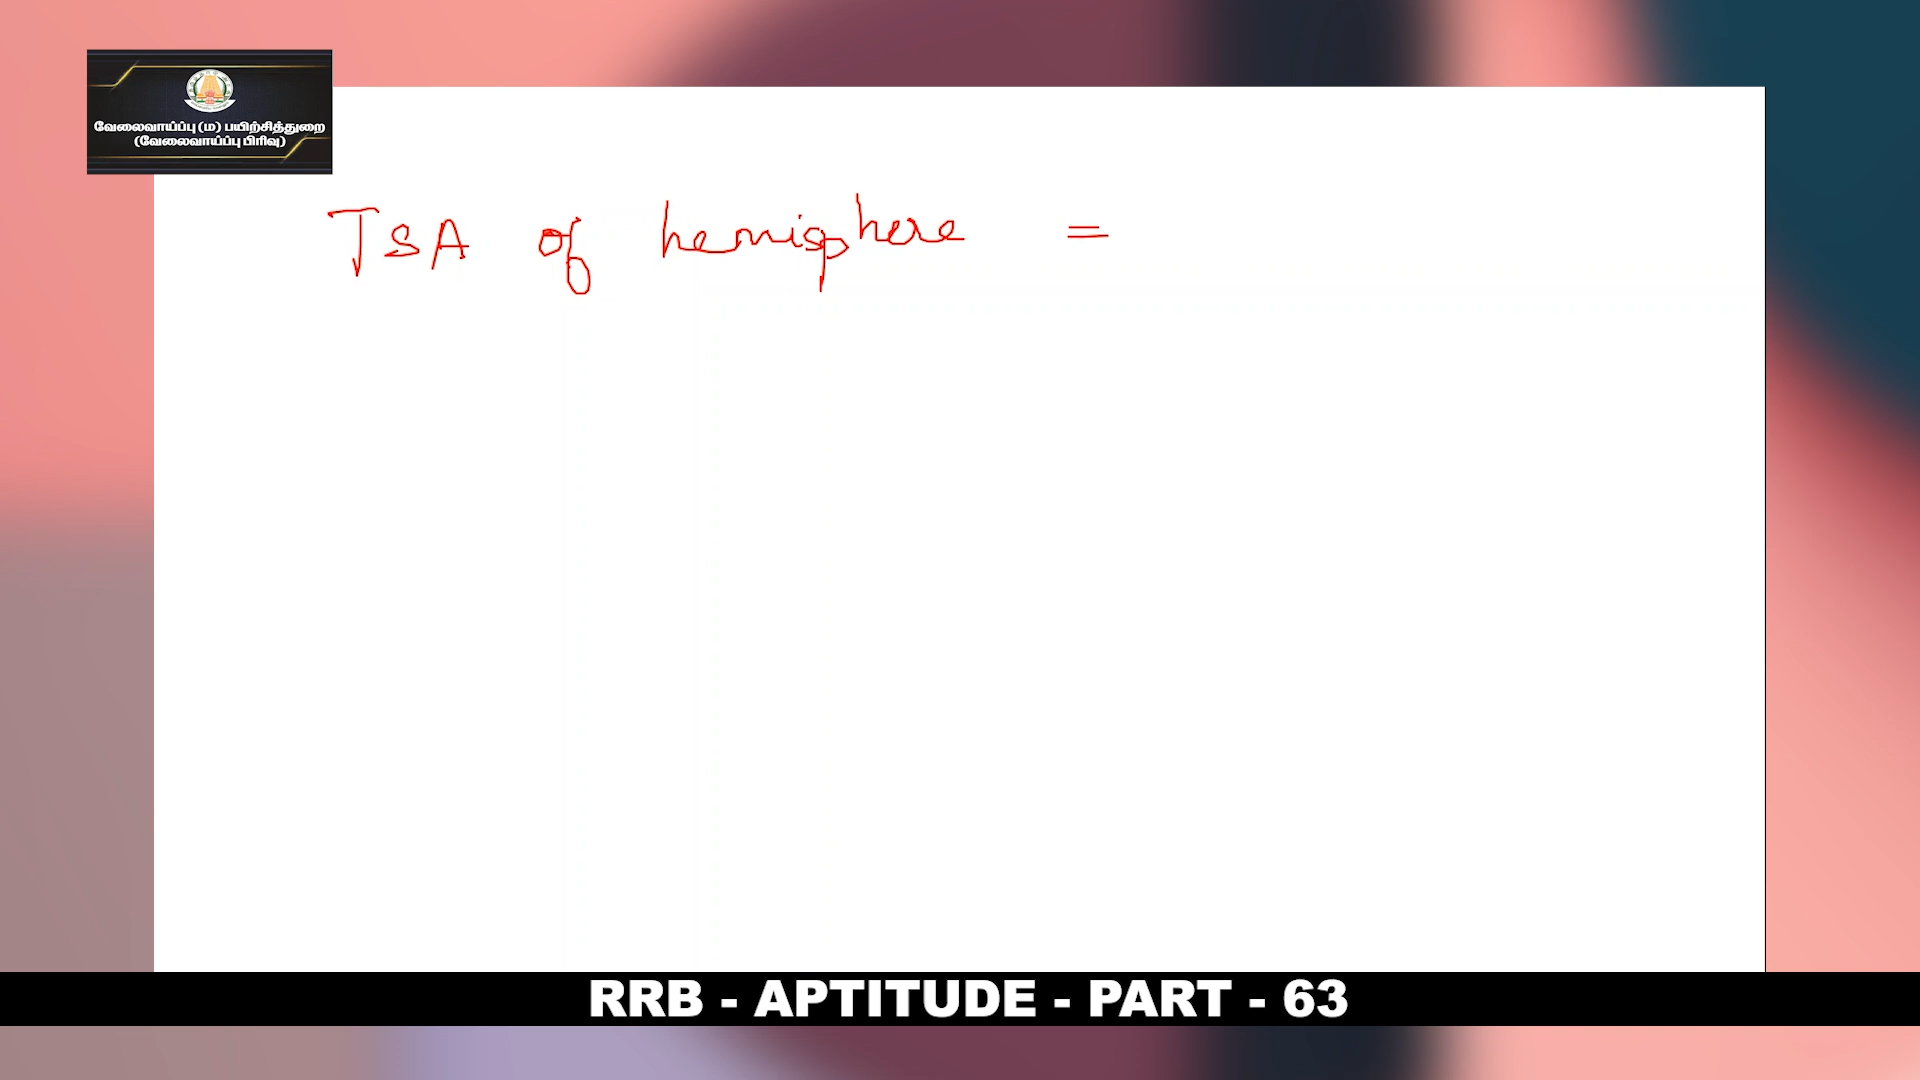 வேலைவாய்ப்பு (ம) பயிற்சித்துறை
(வேலைவாய்ப்பு பிரிவு)
TSA of hemisphere =
RRB - APTITUDE - PART - 63